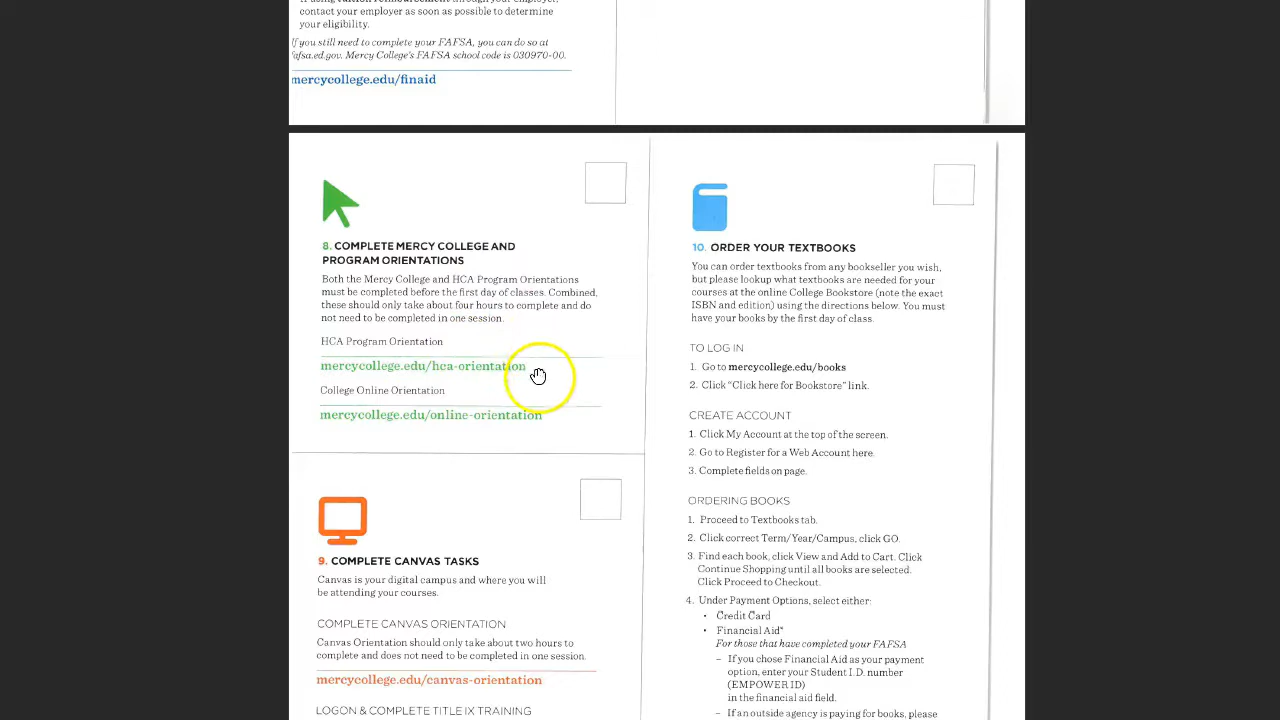 contact your employer as soon as possible to determine
your eligibility.
If you still need to complete your FAFSA, you can do so at
fafsa.ed.gov. Mercy College's FAFSA school code is 030970-00.
mercycollege.edu/finaid
8. COMPLETE MERCY COLLEGE AND
PROGRAM ORIENTATIONS
Both the Mercy College and HCA Program Orientations
must be completed before the first day of classes. Combined,
these should only take about four hours to complete and do
not need to be completed in one session.
HCA Program Orientation
mercycollege.edu/hca-orientation
College Online Orientation
mercycollege.edu/online-orientation
9. COMPLETE CANVAS TASKS
Canvas is your digital campus and where you will
be attending your courses.
COMPLETE CANVAS ORIENTATION
Canvas Orientation should only take about two hours to
complete and does not need to be completed in one session.
mercycollege.edu/canvas-orientation
LOGON & COMPLETE TITLE IX TRAINING
10. ORDER YOUR TEXTBOOKS
You can order textbooks from any bookseller you wish,
but please lookup what textbooks are needed for your
courses at the online College Bookstore (note the exact
ISBN and edition) using the directions below. You must
have your books by the first day of class.
TO LOG IN
1. Go to mercycollege.edu/books
2. Click “Click here for Bookstore” link.
CREATE ACCOUNT
1. Click My Account at the top of the screen.
2. Go to Register for a Web Account here.
3. Complete fields on page.
ORDERING BOOKS
1. Proceed to Textbooks tab.
2. Click correct Term/Year/Campus, click GO.
3. Find each book, click View and Add to Cart. Click
Continue Shopping until all books are selected.
Click Proceed to Checkout.
4. Under Payment Options, select either:
• Credit Card
• Financial Aid*
For those that have completed your FAFSA
– If you chose Financial Aid as your payment
option, enter your Student I.D. number
(EMPOWER ID)
in the financial aid field.
– If an outside agency is paying for books, please